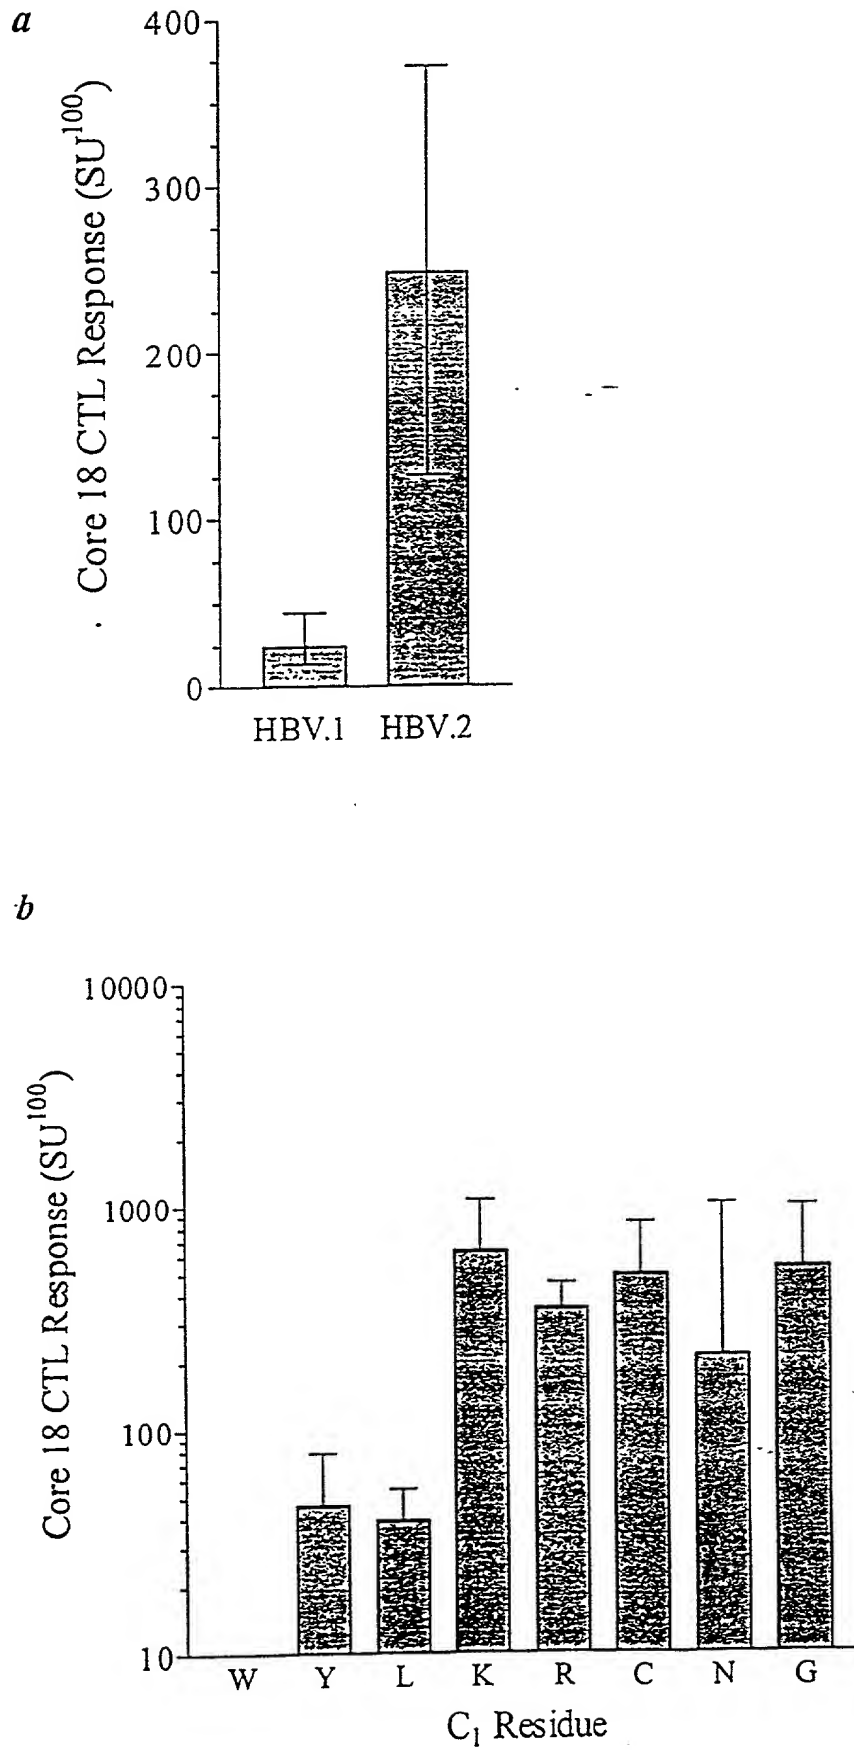 a
400
300
200
100
0
Core 18 CTL Response (SU100)
HBV.1 HBV.2
b
10000
1000
100
10
Core 18 CTL Response (SU100)
W Y L K R C N G
C1 Residue